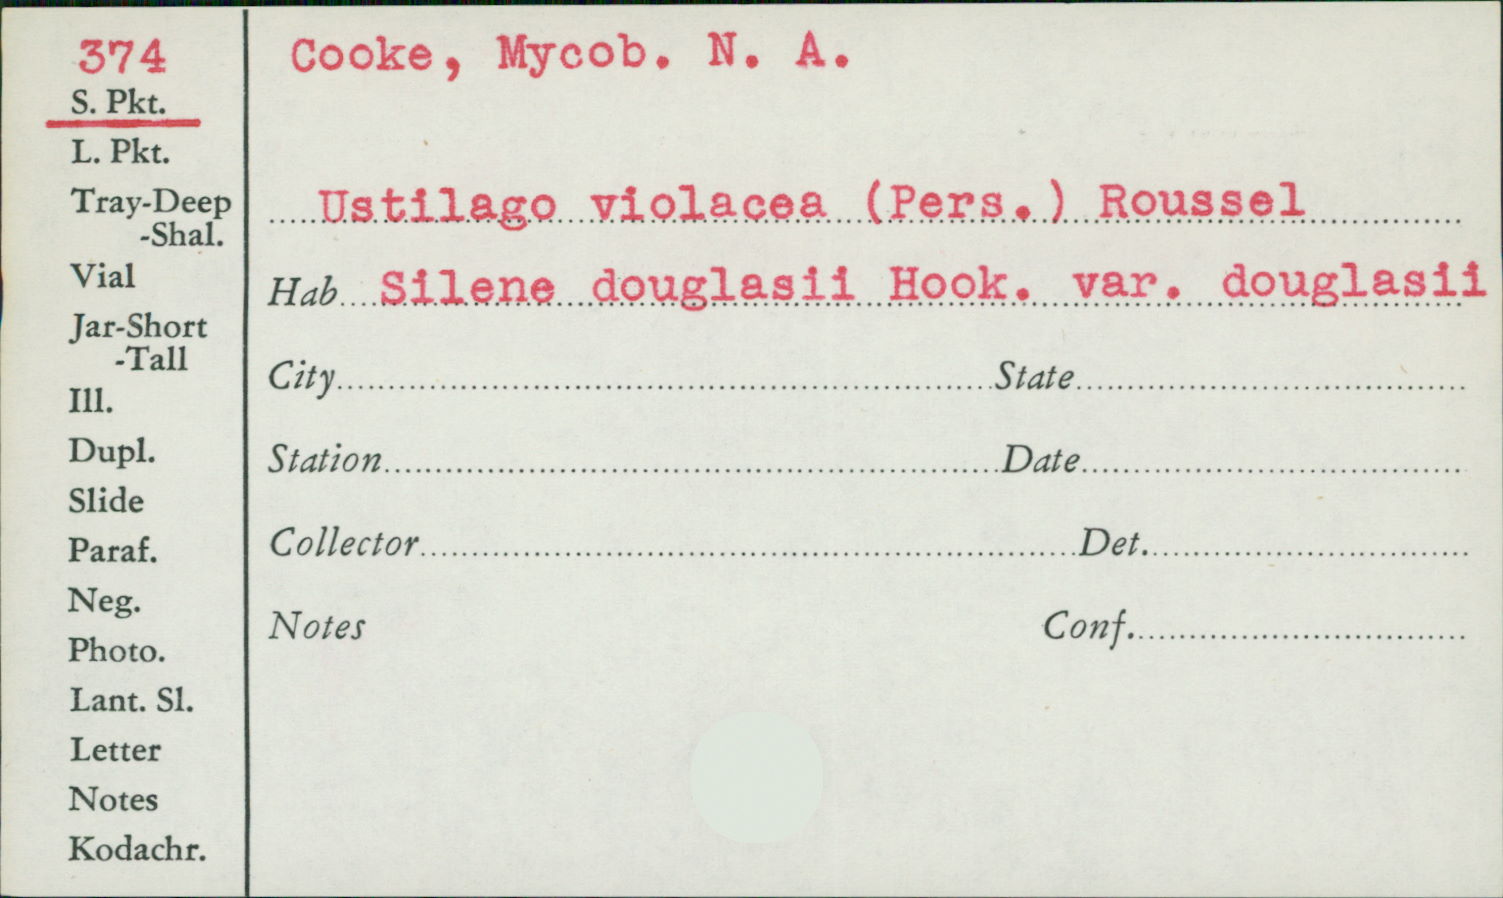 374
S. Pkt.
L. Pkt.
Tray-Deep
-Shal.
Vial
Jar-Short
-Tall
Ill.
Dupl.
Slide
Paraf.
Neg.
Photo.
Lant. Sl.
Letter
Notes
Kodachr.
Cooke, Mycob. N. A.
Ustilago violacea (Pers.) Roussel
Hab Silene douglasii Hook. var. douglasii
City State
Station Date
Collector Det.
Notes Conf.